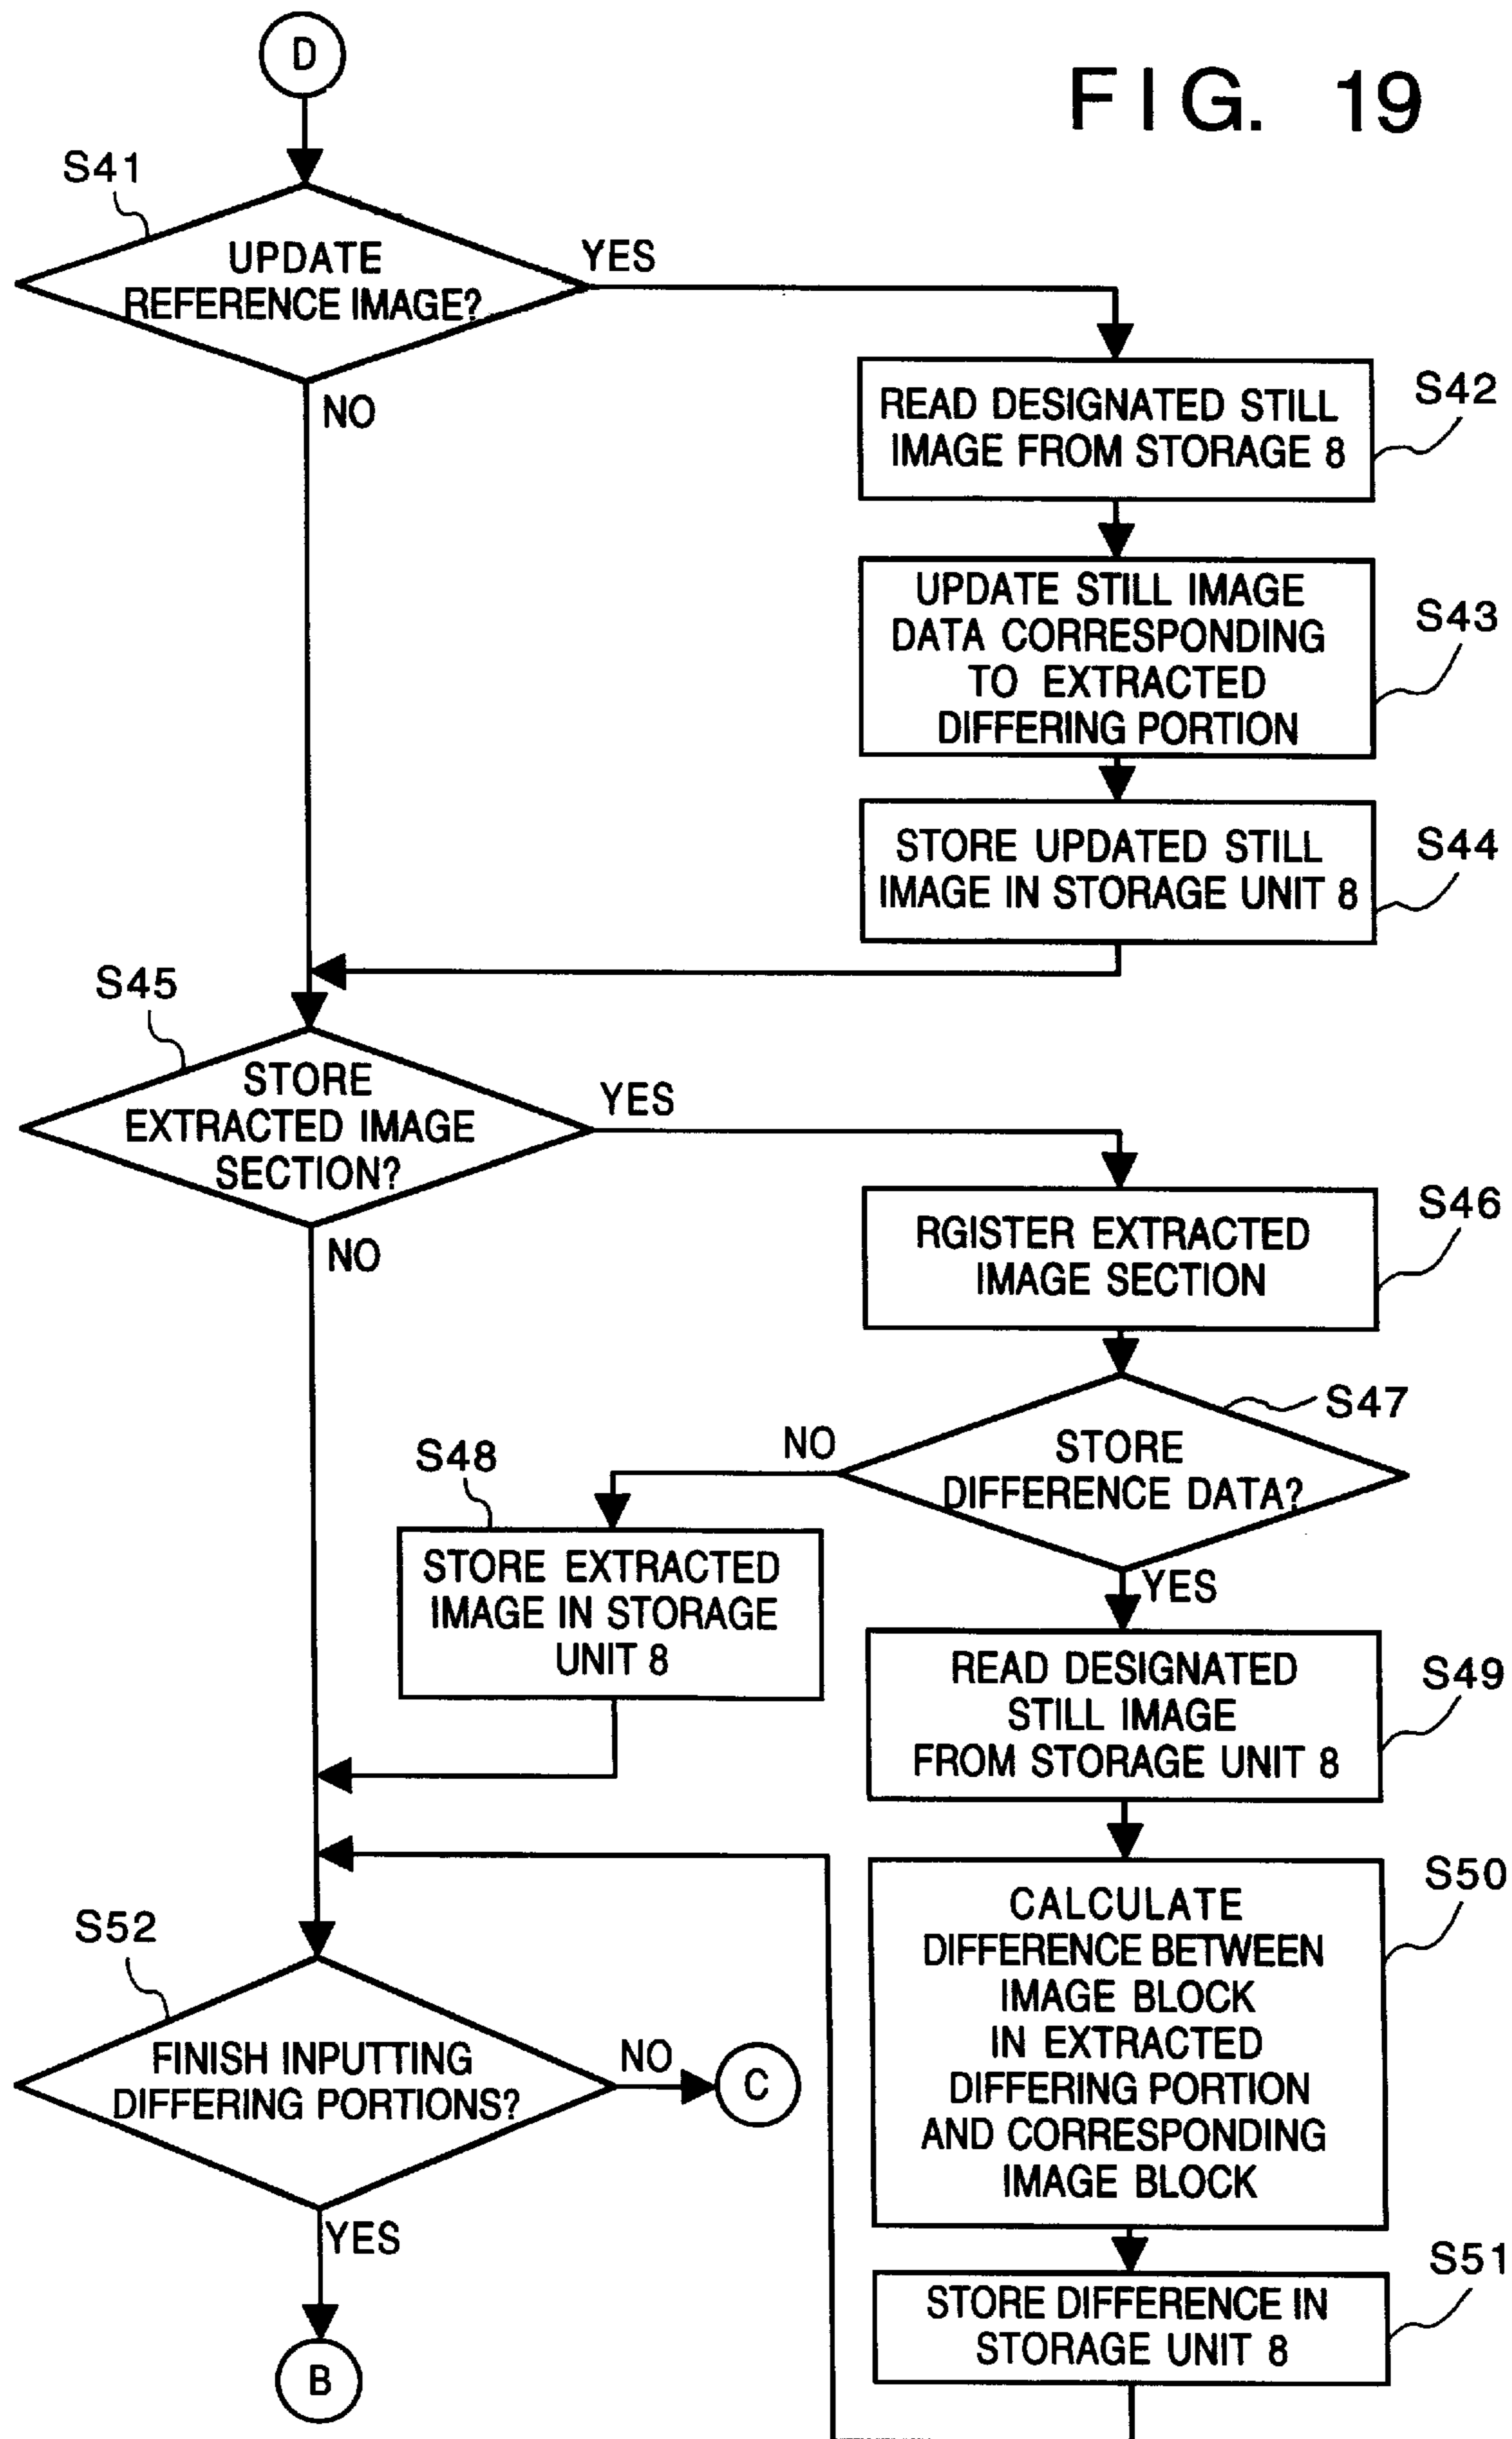 D
FIG. 19
S41
UPDATE
REFERENCE IMAGE?
YES
NO
READ DESIGNATED STILL
IMAGE FROM STORAGE 8
S42
UPDATE STILL IMAGE
DATA CORRESPONDING
TO EXTRACTED
DIFFERING PORTION
S43
STORE UPDATED STILL
IMAGE IN STORAGE UNIT 8
S44
S45
STORE
EXTRACTED IMAGE
SECTION?
YES
NO
RGISTER EXTRACTED
IMAGE SECTION
S46
S47
STORE
DIFFERENCE DATA?
NO
YES
S48
STORE EXTRACTED
IMAGE IN STORAGE
UNIT 8
READ DESIGNATED
STILL IMAGE
FROM STORAGE UNIT 8
S49
CALCULATE
DIFFERENCE BETWEEN
IMAGE BLOCK
IN EXTRACTED
DIFFERING PORTION
AND CORRESPONDING
IMAGE BLOCK
S50
STORE DIFFERENCE IN
STORAGE UNIT 8
S51
S52
FINISH INPUTTING
DIFFERING PORTIONS?
NO
C
YES
B